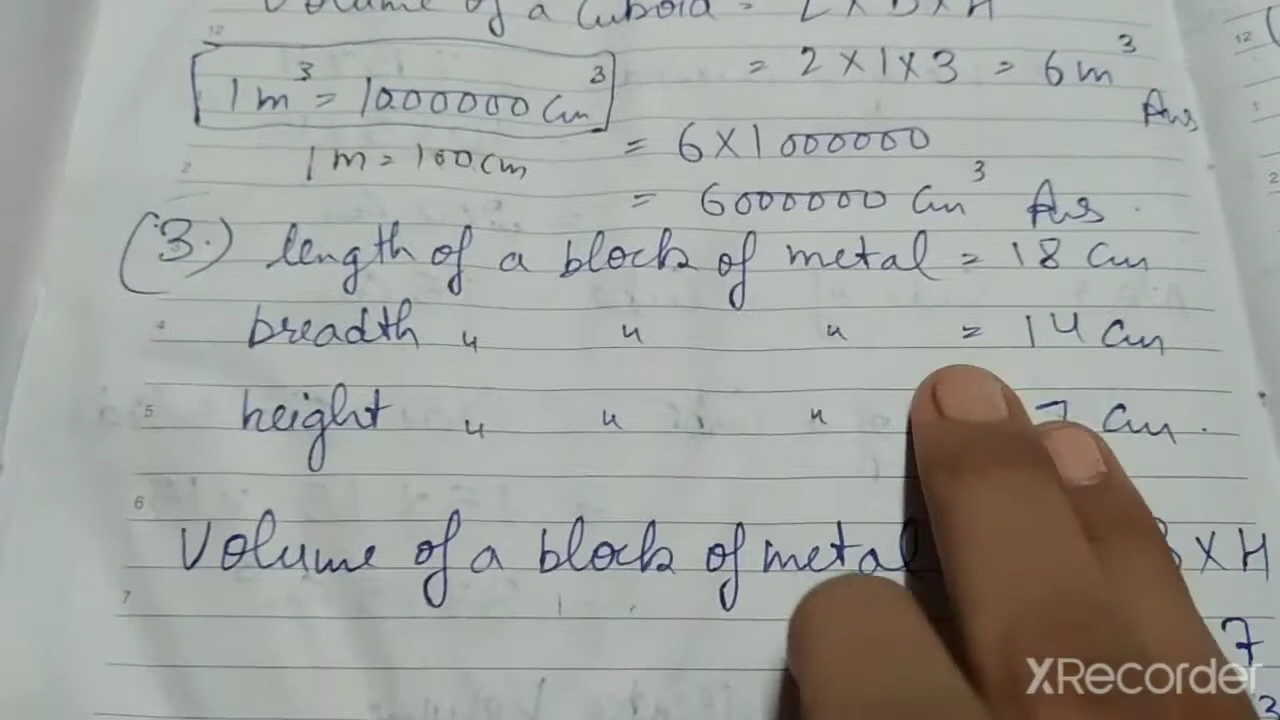 Volume of a Cuboid = L X B X H
12
1 m³ = 1000000 Cm³
= 2 X 1 X 3 = 6 m³
Ans
1 m = 100 cm
= 6 X 1000000
= 6000000 Cm³ Ans.
(3.) length of a block of metal = 18 Cm
breadth " " " = 14 Cm
height " " " 7 Cm.
Volume of a block of metal B X H
7
XRecorder